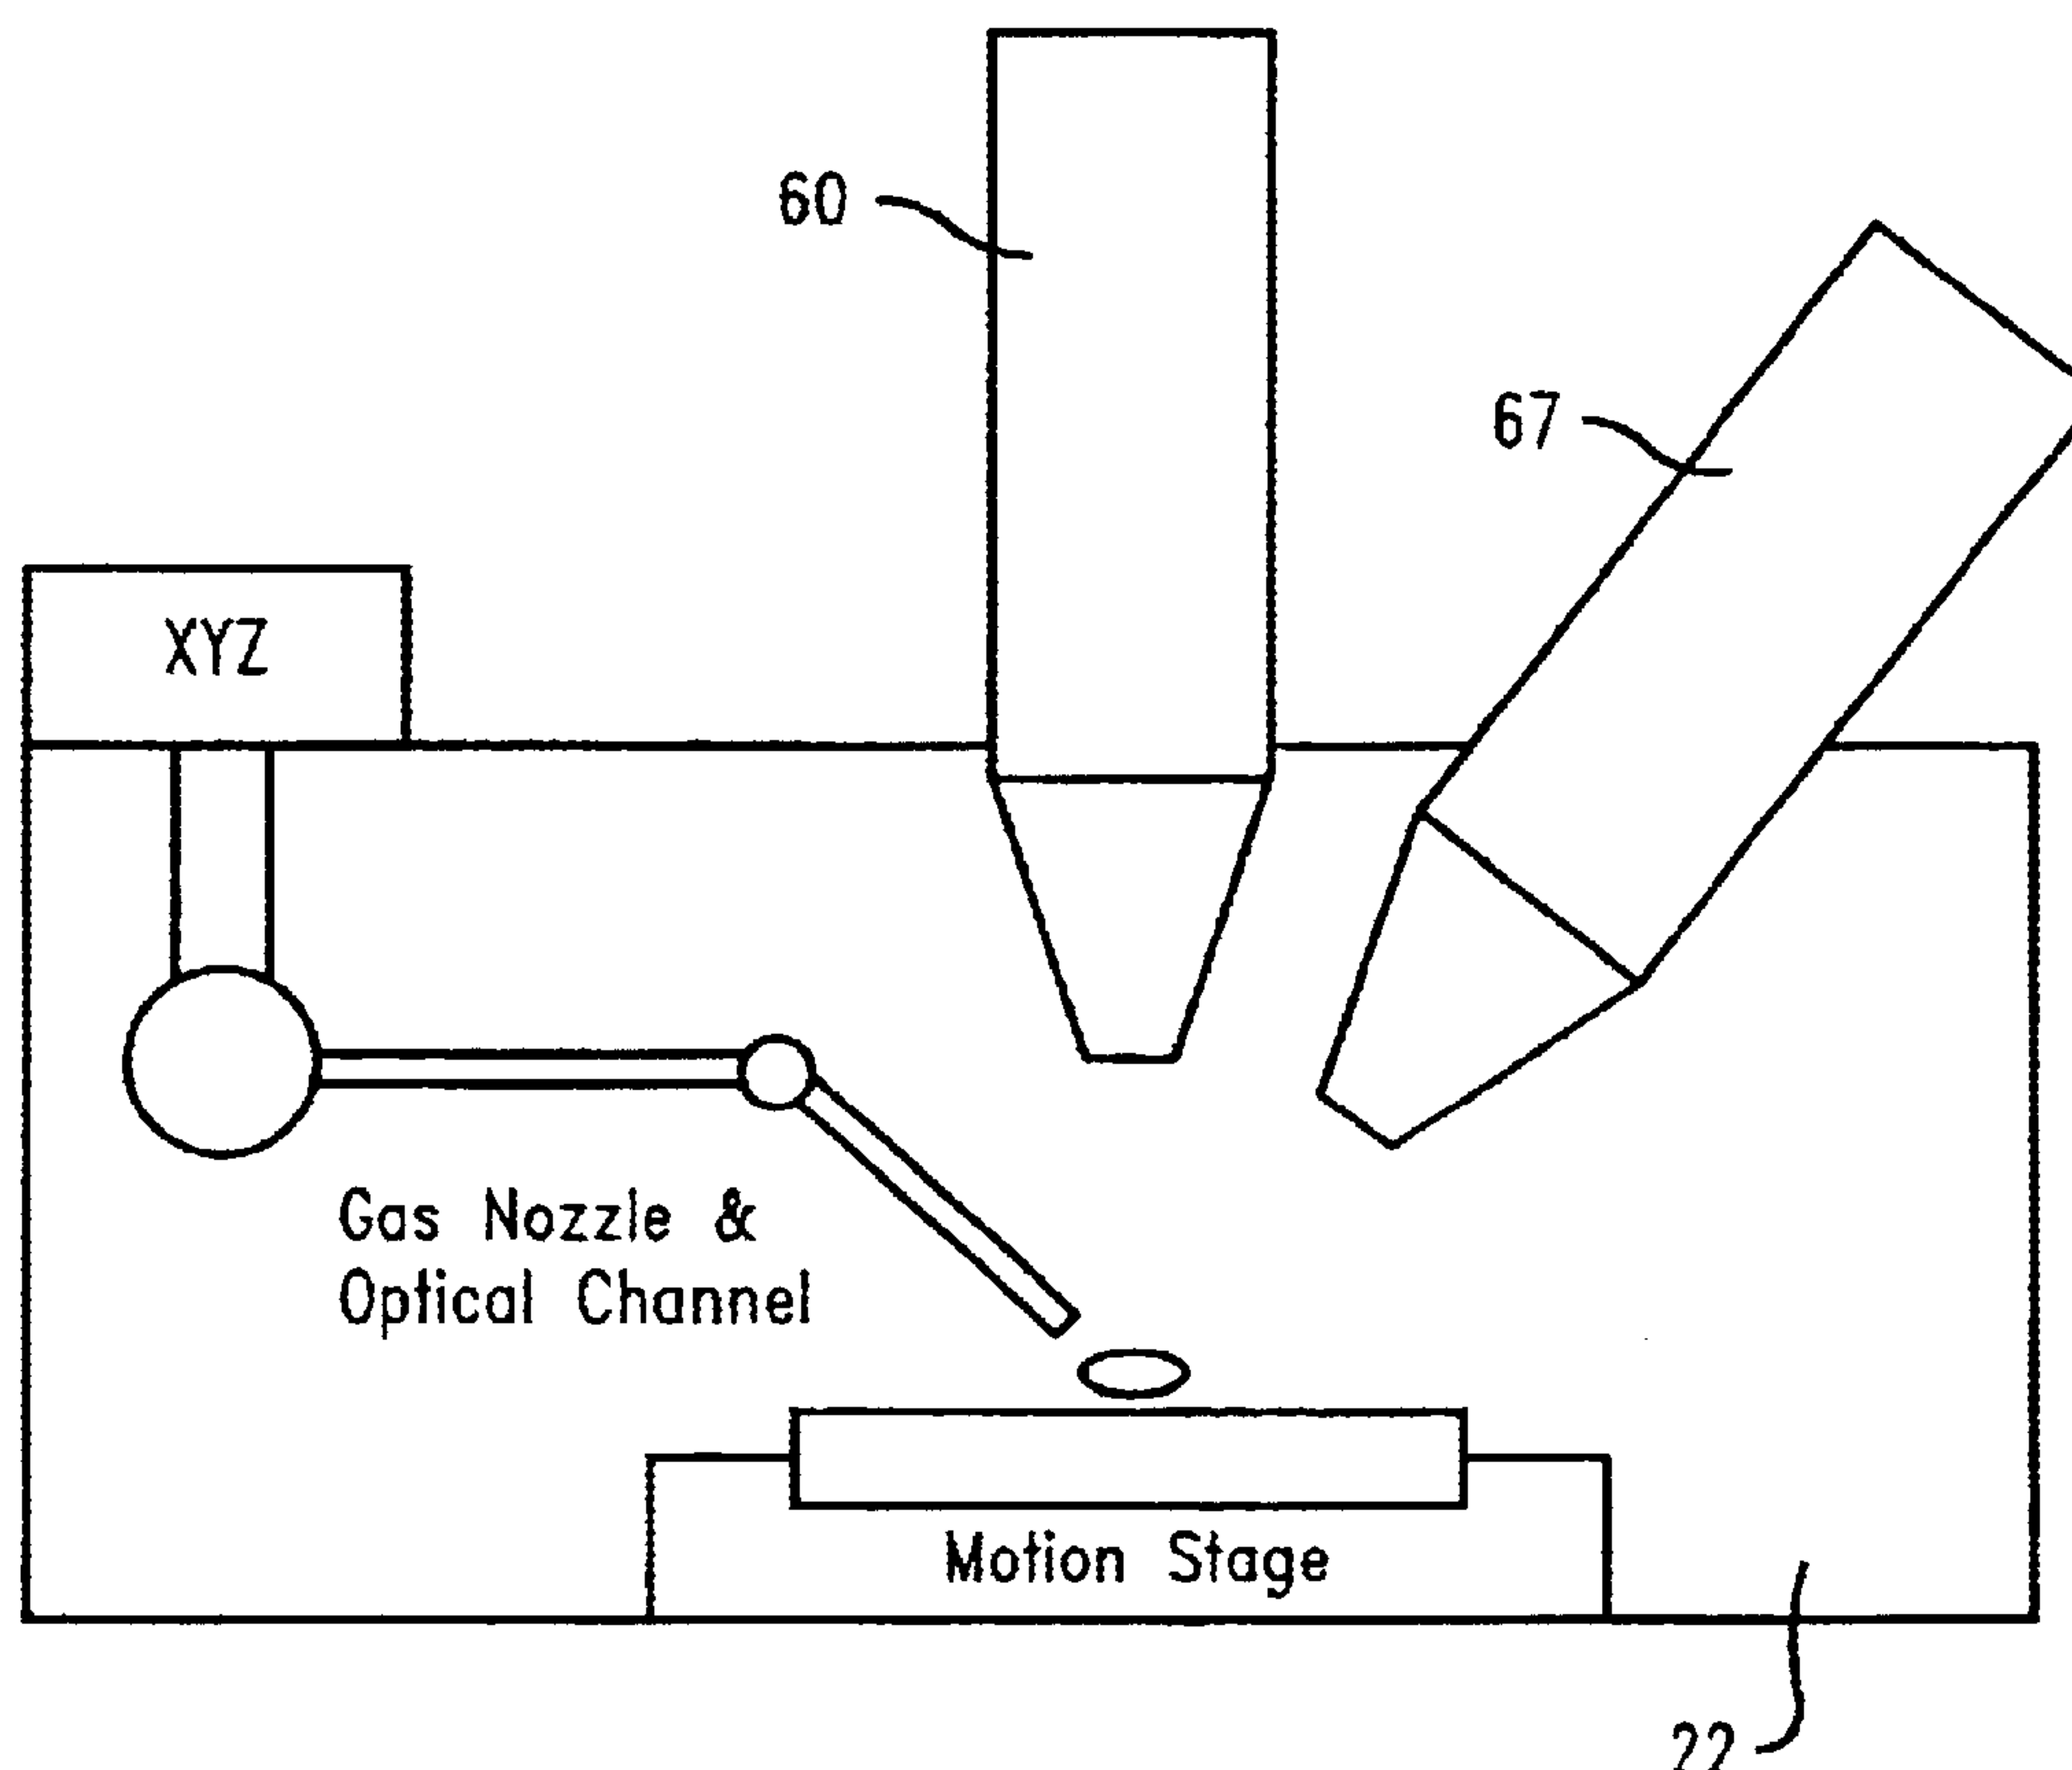 60
67
XYZ
Gas Nozzle &
Optical Channel
Motion Stage
22